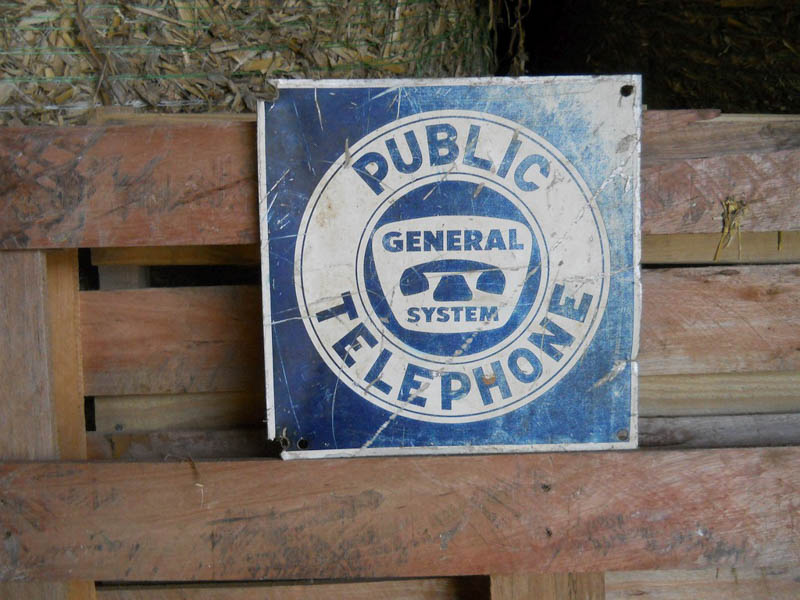 PUBLIC
GENERAL
SYSTEM
TELEPHONE